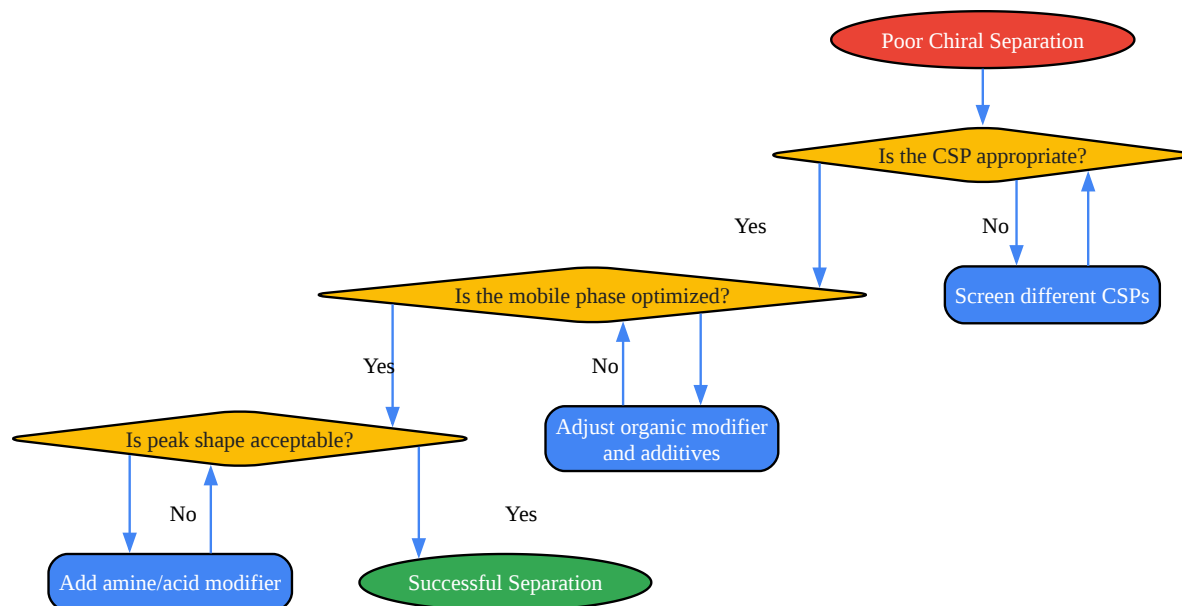 Poor Chiral Separation
Is the CSP appropriate?
Yes
No
Is the mobile phase optimized?
Screen different CSPs
Yes
No
Adjust organic modifier
and additives
Is peak shape acceptable?
No
Yes
Add amine/acid modifier
Successful Separation